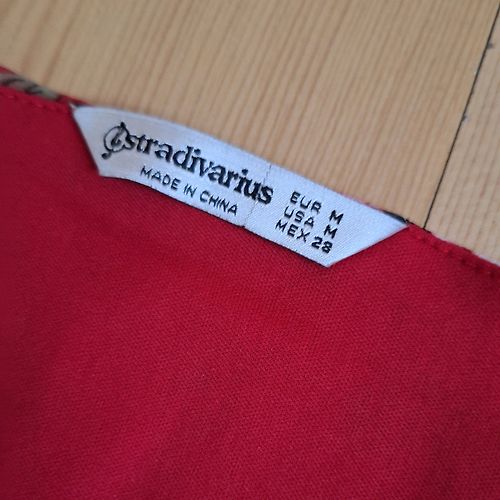 stradivarius
MADE IN CHINA
EUR M
USA M
MEX 28